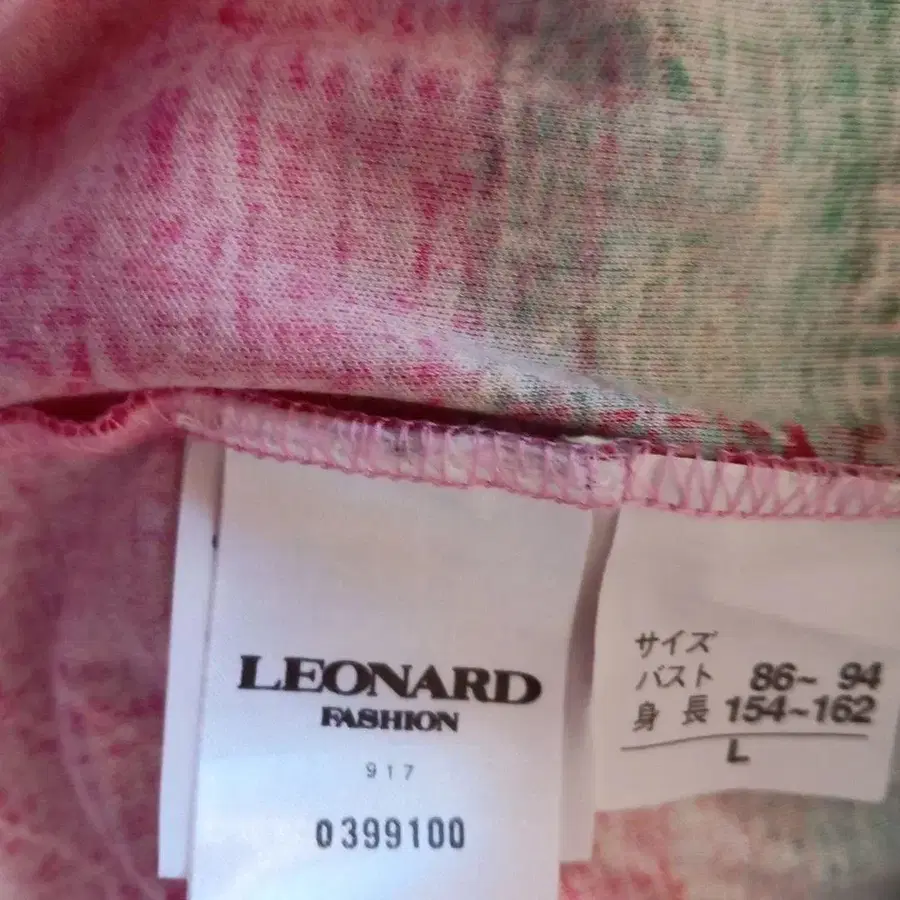 LEONARD
FASHION
917
0399100
サイズ
バスト 86~ 94
身 長 154~162
L